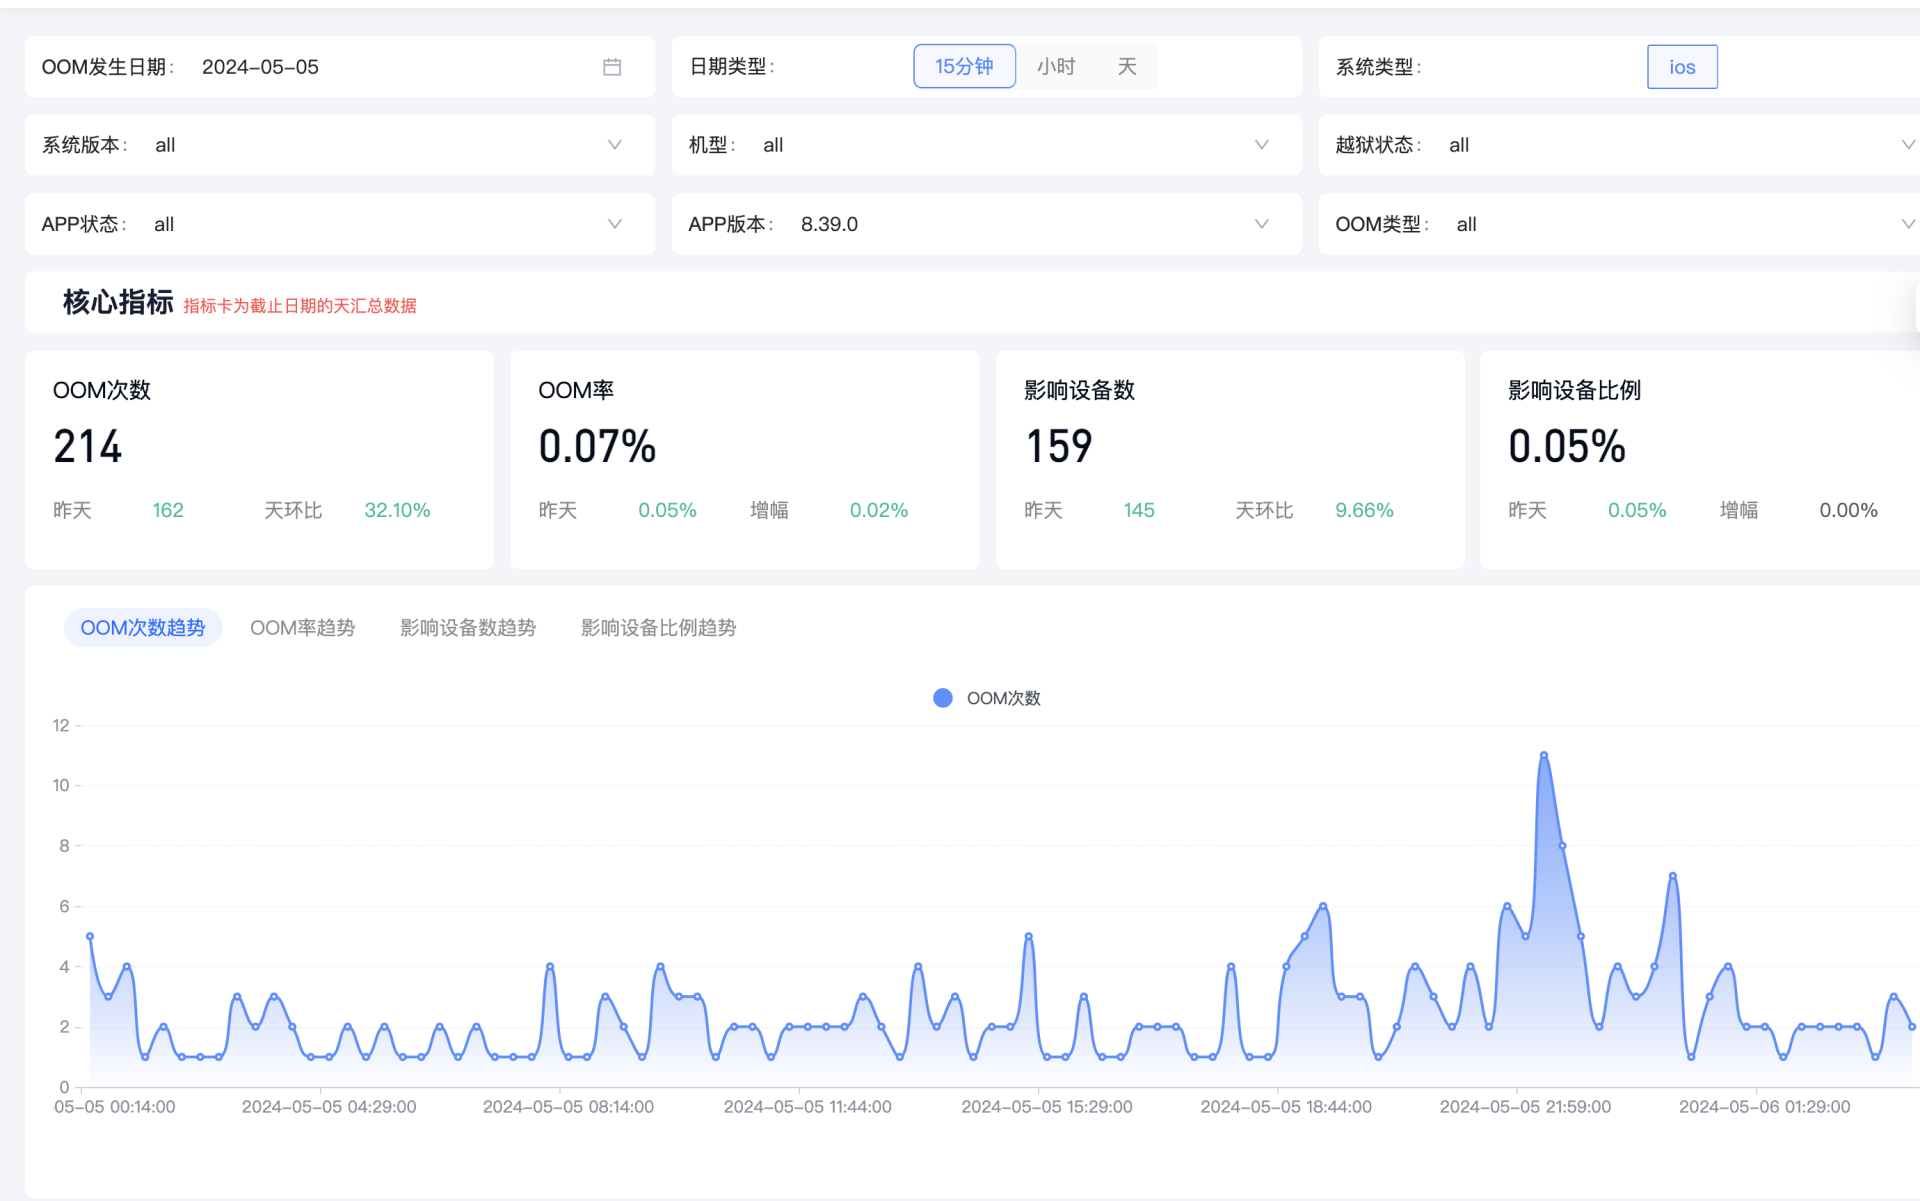 OOM发生日期: 2024-05-05
日期类型: 15分钟 小时 天
系统类型: ios
系统版本: all
机型: all
越狱状态: all
APP状态: all
APP版本: 8.39.0
OOM类型: all
核心指标 指标卡为截止日期的天汇总数据
OOM次数
214
昨天 162 天环比 32.10%
OOM率
0.07%
昨天 0.05% 增幅 0.02%
影响设备数
159
昨天 145 天环比 9.66%
影响设备比例
0.05%
昨天 0.05% 增幅 0.00%
OOM次数趋势 OOM率趋势 影响设备数趋势 影响设备比例趋势
OOM次数
12
10
8
6
4
2
0
05-05 00:14:00 2024-05-05 04:29:00 2024-05-05 08:14:00 2024-05-05 11:44:00 2024-05-05 15:29:00 2024-05-05 18:44:00 2024-05-05 21:59:00 2024-05-06 01:29:00